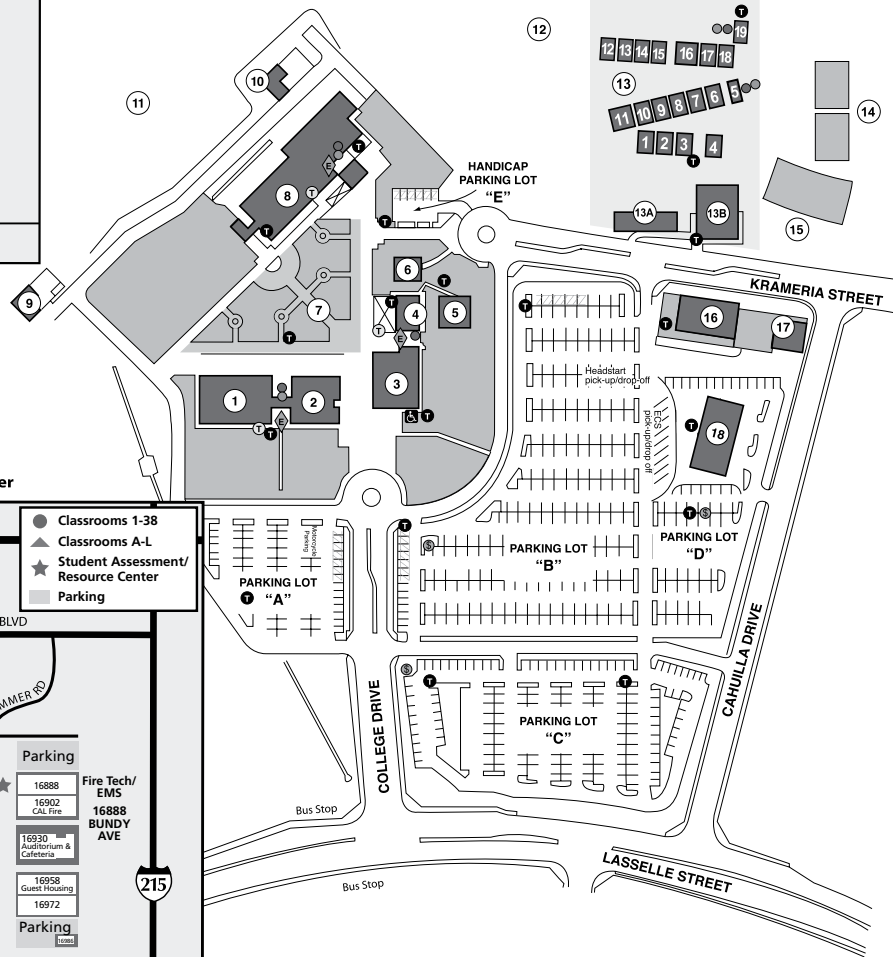 12
T
19
12 13 14 15 16 17 18
13
11 10 9 8 7 6 5
1 2 3 4
T
14
15
13A
13B
T
10
11
E
T
T
8
T
HANDICAP
PARKING LOT
"E"
T
9
7
T
6
T
T
4
5
T
E
3
T
1
2
E
T
T
KRAMERIA STREET
T
16
17
T
Headstart
pick-up/drop-off
ECS
pick-up/drop off
T
18
T
$
PARKING LOT
"D"
er
Classrooms 1-38
Classrooms A-L
Student Assessment/
Resource Center
Parking
BLVD
MMER RD
Motorcycle
Parking
PARKING LOT
T
"A"
T
$
PARKING LOT
"B"
$
T
T
PARKING LOT
"C"
COLLEGE DRIVE
CAHUILLA DRIVE
Parking
16888
16902
CAL Fire
16930
Auditorium &
Cafeteria
16958
Guest Housing
16972
Parking
16986
Fire Tech/
EMS
16888
BUNDY
AVE
215
Bus Stop
Bus Stop
LASSELLE STREET